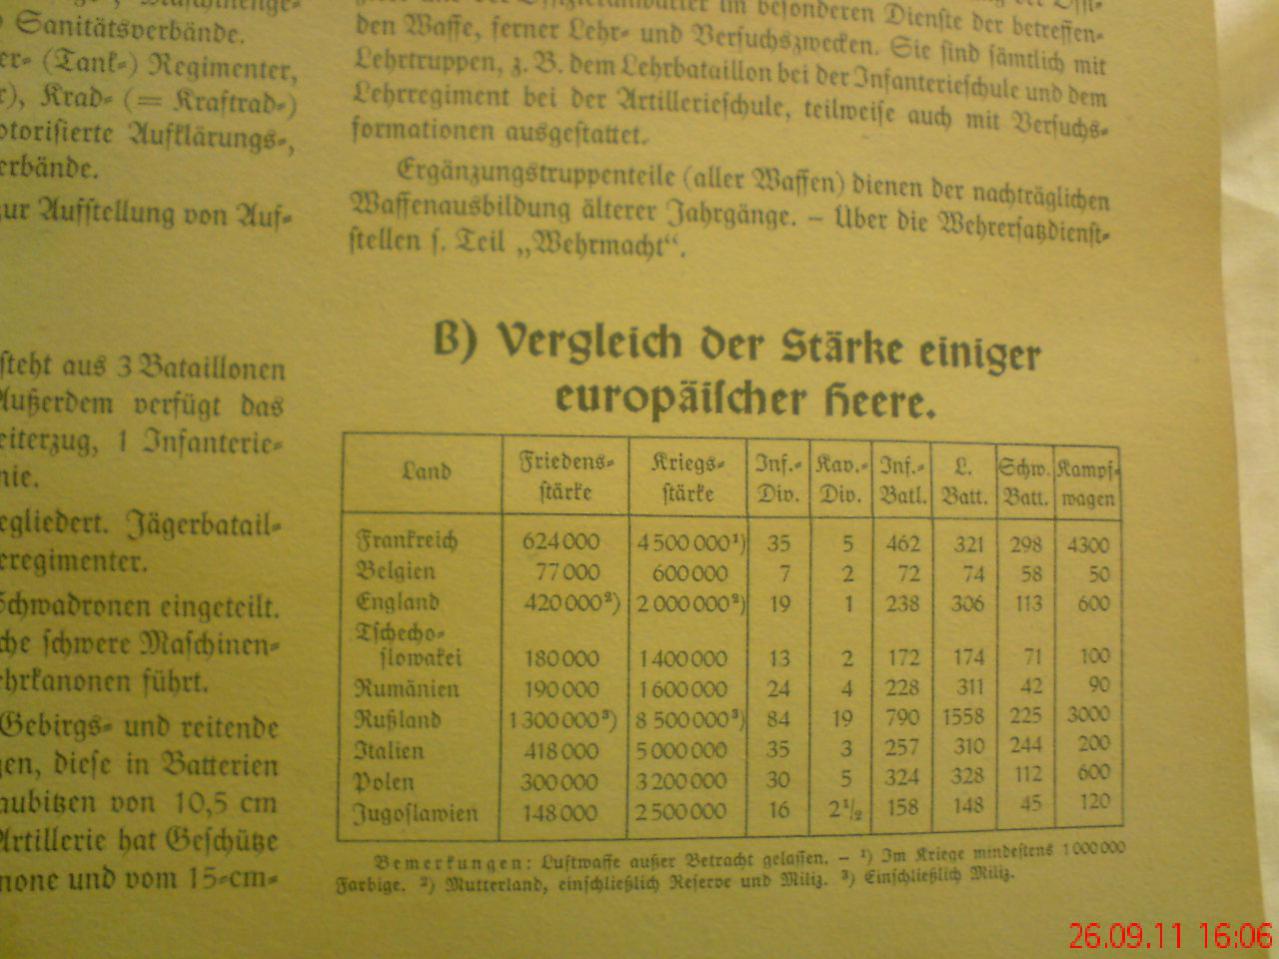 Sanitätsverbände.
er- (Tank-) Regimenter,
r), Krad- (= Kraftrad-)
otorisierte Aufklärungs-,
erbände.
zur Aufstellung von Auf-
steht aus 3 Bataillonen
Außerdem verfügt das
eiterzug, 1 Infanterie-
nie.
egliedert. Jägerbatail-
eregimenter.
Schwadronen eingeteilt.
che schwere Maschinen-
ehrkanonen führt.
Gebirgs- und reitende
gen, diese in Batterien
aubitzen von 10,5 cm
Artillerie hat Geschütze
none und vom 15-cm-
der Offizieranwärter im besonderen Dienste der betreffen-
den Waffe, ferner Lehr- und Versuchszwecken. Sie sind sämtlich mit
Lehrtruppen, z. B. dem Lehrbataillon bei der Infanterieschule und dem
Lehrregiment bei der Artillerieschule, teilweise auch mit Versuchs-
formationen ausgestattet.
Ergänzungstruppenteile (aller Waffen) dienen der nachträglichen
Waffenausbildung älterer Jahrgänge. – Über die Wehrersatzdienst-
stellen s. Teil „Wehrmacht“.
B) Vergleich der Stärke einiger
europäischer Heere.
Land Friedens- Kriegs- Inf.- Kav.- Inf.- L. Schw. Kampf-
stärke stärke Div. Div. Batl. Batt. Batt. wagen
Frankreich 624000 4500000¹) 35 5 462 321 298 4300
Belgien 77000 600000 7 2 72 74 58 50
England 420000²) 2000000²) 19 1 238 306 113 600
Tschecho-
slowakei 180000 1400000 13 2 172 174 71 100
Rumänien 190000 1600000 24 4 228 311 42 90
Rußland 1300000³) 8500000³) 84 19 790 1558 225 3000
Italien 418000 5000000 35 3 257 310 244 200
Polen 300000 3200000 30 5 324 328 112 600
Jugoslawien 148000 2500000 16 2¹/₂ 158 148 45 120
Bemerkungen: Luftwaffe außer Betracht gelassen. – ¹) Im Kriege mindestens 1000000
Farbige. ²) Mutterland, einschließlich Reserve und Miliz. ³) Einschließlich Miliz.
26.09.11 16:06